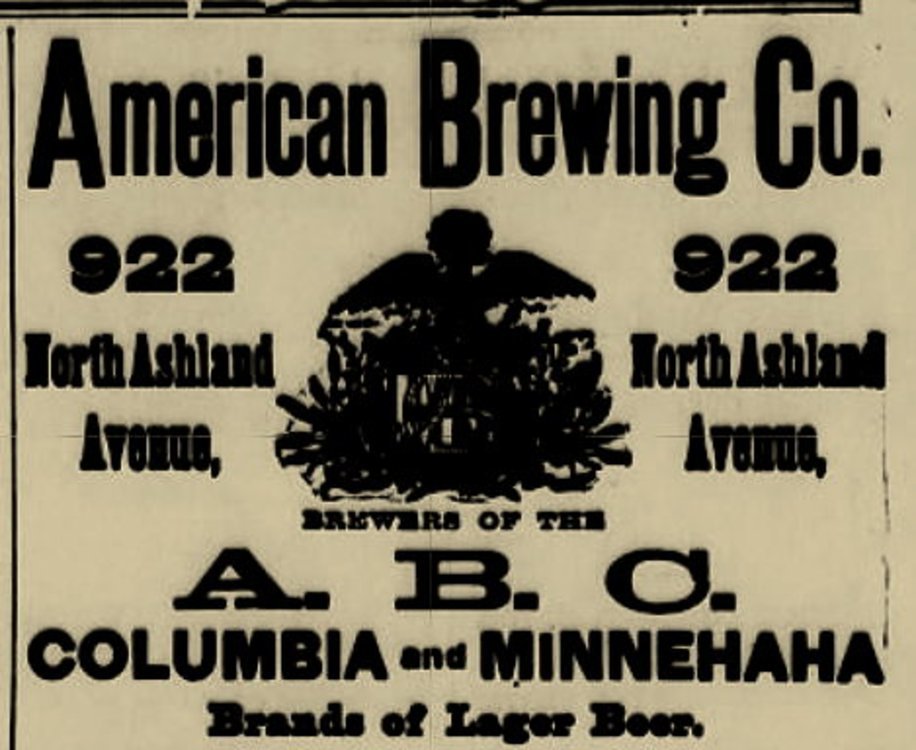 American Brewing Co.
922
North Ashland
Avenue,
922
North Ashland
Avenue,
BREWERS OF THE
A. B. C.
COLUMBIA and MINNEHAHA
Brands of Lager Beer.